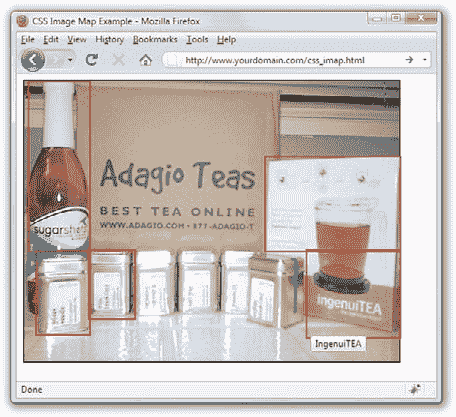 CSS Image Map Example - Mozilla Firefox
File Edit View History Bookmarks Tools Help
http://www.yourdomain.com/css_imap.html
Adagio Teas
BEST TEA ONLINE
WWW.ADAGIO.COM · 877-ADAGIO-T
IngenuiTEA
IngenuiTEA
Done